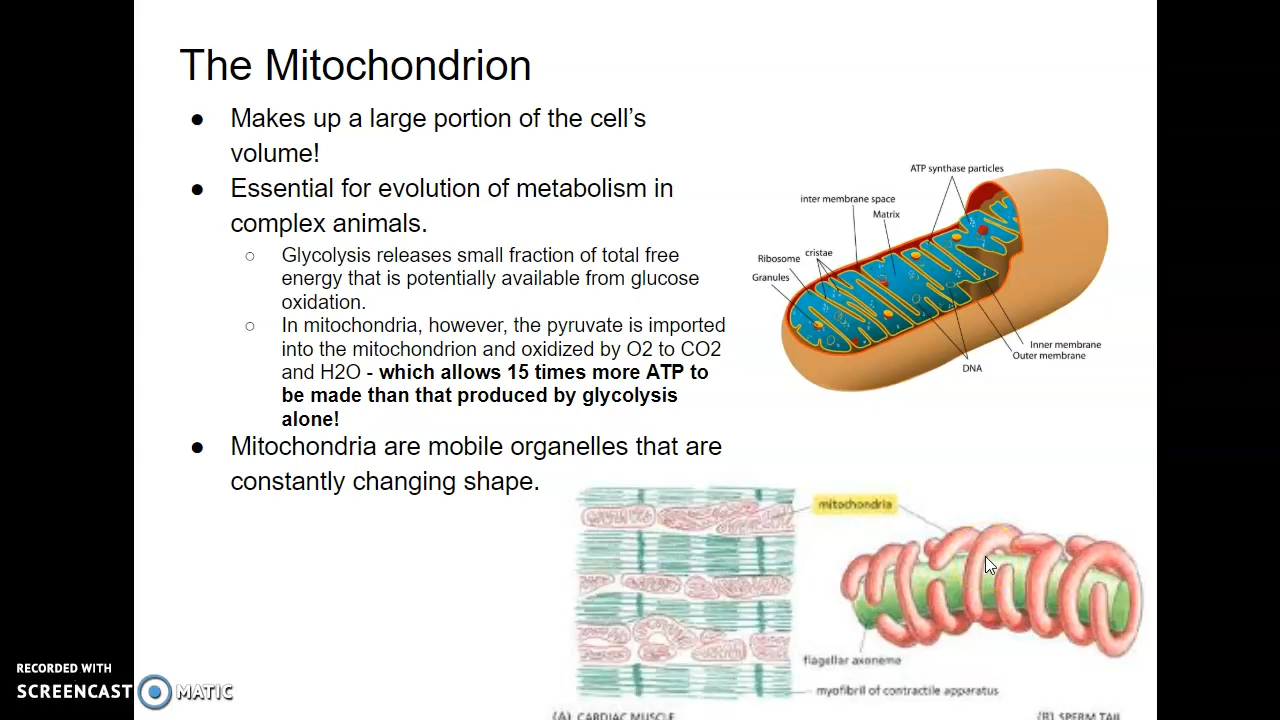 The Mitochondrion
● Makes up a large portion of the cell's
volume!
● Essential for evolution of metabolism in
complex animals.
○ Glycolysis releases small fraction of total free
energy that is potentially available from glucose
oxidation.
○ In mitochondria, however, the pyruvate is imported
into the mitochondrion and oxidized by O2 to CO2
and H2O - which allows 15 times more ATP to
be made than that produced by glycolysis
alone!
● Mitochondria are mobile organelles that are
constantly changing shape.
ATP synthase particles
inter membrane space
Matrix
cristae
Ribosome
Granules
Inner membrane
Outer membrane
DNA
mitochondria
flagellar axoneme
myofibril of contractile apparatus
(A) CARDIAC MUSCLE
(B) SPERM TAIL
RECORDED WITH
SCREENCAST MATIC